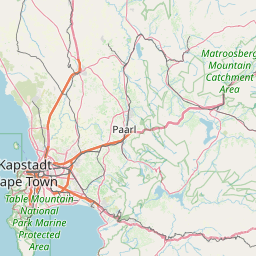 Matroosberg
Mountain
Catchment
Area
Paarl
Kapstadt
ape Town
Table Mountain
National
Park Marine
Protected
Area